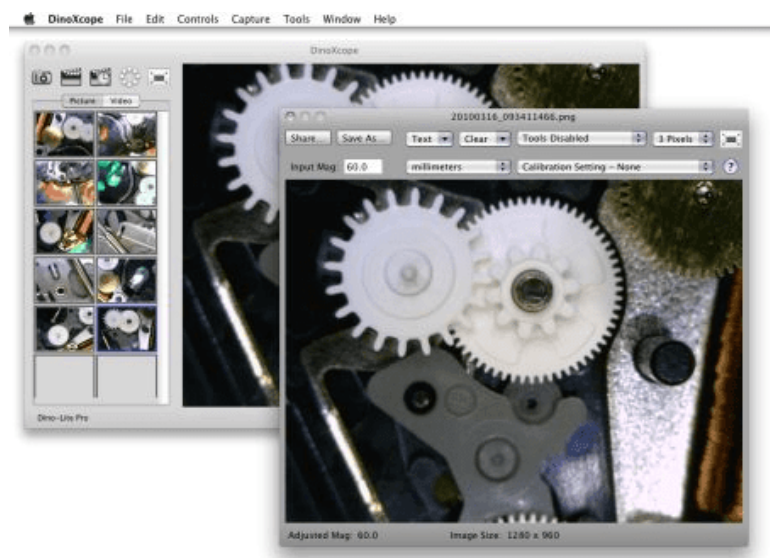 DinoXcope File Edit Controls Capture Tools Window Help
DinoXcope
Picture Video
20100316_093411466.png
Share... Save As... Text Clear Tools Disabled 3 Pixels
Input Mag: 60.0 millimeters Calibration Setting - None ?
Dino-Lite Pro
Adjusted Mag: 60.0 Image Size: 1280 x 960